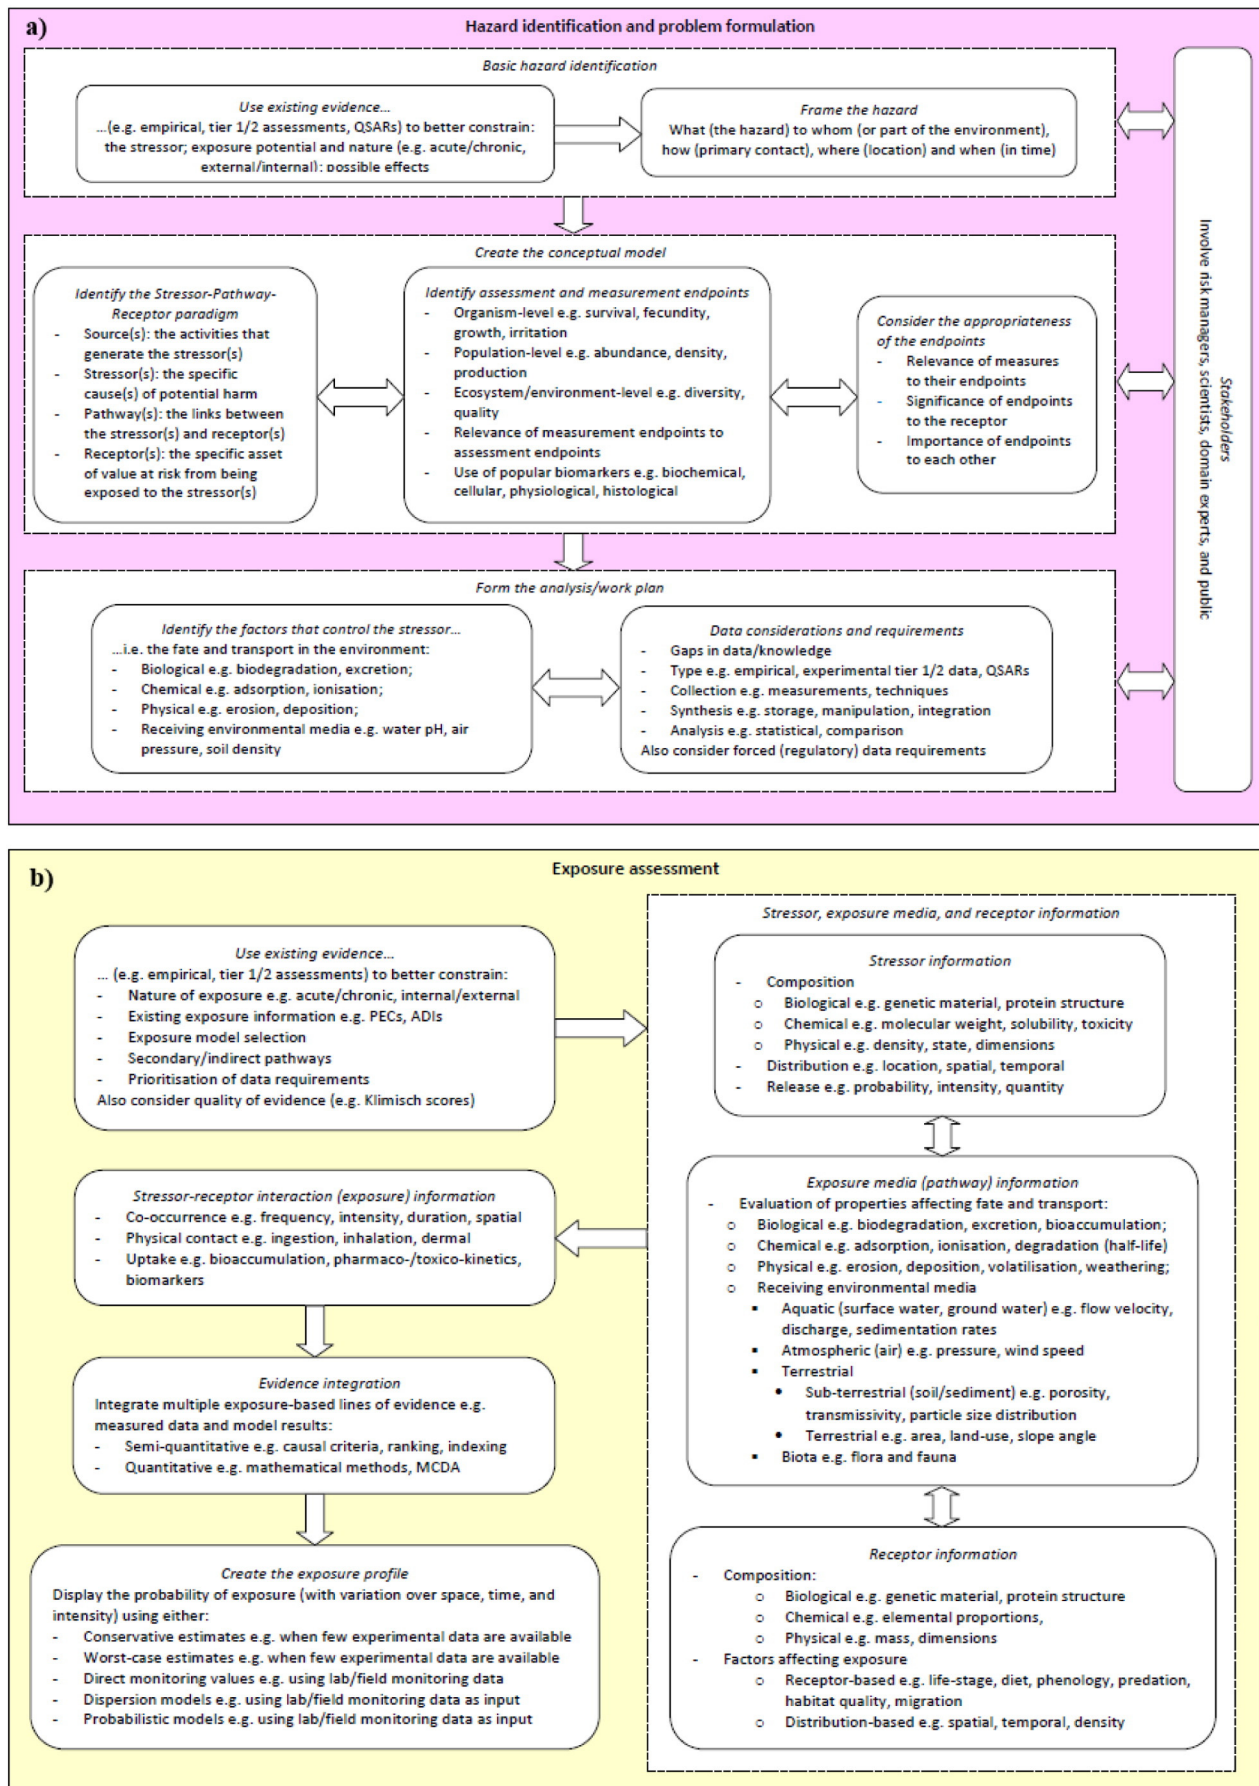 a)
Hazard identification and problem formulation
Basic hazard identification
Use existing evidence...
...(e.g. empirical, tier 1/2 assessments, QSARs) to better constrain:
the stressor; exposure potential and nature (e.g. acute/chronic,
external/internal); possible effects
Frame the hazard
What (the hazard) to whom (or part of the environment),
how (primary contact), where (location) and when (in time)
Create the conceptual model
Identify the Stressor-Pathway-
Receptor paradigm
- Source(s): the activities that
generate the stressor(s)
- Stressor(s): the specific
cause(s) of potential harm
- Pathway(s): the links between
the stressor(s) and receptor(s)
- Receptor(s): the specific asset
of value at risk from being
exposed to the stressor(s)
Identify assessment and measurement endpoints
- Organism-level e.g. survival, fecundity,
growth, irritation
- Population-level e.g. abundance, density,
production
- Ecosystem/environment-level e.g. diversity,
quality
- Relevance of measurement endpoints to
assessment endpoints
- Use of popular biomarkers e.g. biochemical,
cellular, physiological, histological
Consider the appropriateness
of the endpoints
- Relevance of measures
to their endpoints
- Significance of endpoints
to the receptor
- Importance of endpoints
to each other
Form the analysis/work plan
Identify the factors that control the stressor...
...i.e. the fate and transport in the environment:
- Biological e.g. biodegradation, excretion;
- Chemical e.g. adsorption, ionisation;
- Physical e.g. erosion, deposition;
- Receiving environmental media e.g. water pH, air
pressure, soil density
Data considerations and requirements
- Gaps in data/knowledge
- Type e.g. empirical, experimental tier 1/2 data, QSARs
- Collection e.g. measurements, techniques
- Synthesis e.g. storage, manipulation, integration
- Analysis e.g. statistical, comparison
Also consider forced (regulatory) data requirements
Stakeholders
Involve risk managers, scientists, domain experts, and public
b)
Exposure assessment
Use existing evidence...
... (e.g. empirical, tier 1/2 assessments) to better constrain:
- Nature of exposure e.g. acute/chronic, internal/external
- Existing exposure information e.g. PECs, ADIs
- Exposure model selection
- Secondary/indirect pathways
- Prioritisation of data requirements
Also consider quality of evidence (e.g. Klimisch scores)
Stressor-receptor interaction (exposure) information
- Co-occurrence e.g. frequency, intensity, duration, spatial
- Physical contact e.g. ingestion, inhalation, dermal
- Uptake e.g. bioaccumulation, pharmaco-/toxico-kinetics,
biomarkers
Evidence integration
Integrate multiple exposure-based lines of evidence e.g.
measured data and model results:
- Semi-quantitative e.g. causal criteria, ranking, indexing
- Quantitative e.g. mathematical methods, MCDA
Create the exposure profile
Display the probability of exposure (with variation over space, time, and
intensity) using either:
- Conservative estimates e.g. when few experimental data are available
- Worst-case estimates e.g. when few experimental data are available
- Direct monitoring values e.g. using lab/field monitoring data
- Dispersion models e.g. using lab/field monitoring data as input
- Probabilistic models e.g. using lab/field monitoring data as input
Stressor, exposure media, and receptor information
Stressor information
- Composition
o Biological e.g. genetic material, protein structure
o Chemical e.g. molecular weight, solubility, toxicity
o Physical e.g. density, state, dimensions
- Distribution e.g. location, spatial, temporal
- Release e.g. probability, intensity, quantity
Exposure media (pathway) information
- Evaluation of properties affecting fate and transport:
o Biological e.g. biodegradation, excretion, bioaccumulation;
o Chemical e.g. adsorption, ionisation, degradation (half-life)
o Physical e.g. erosion, deposition, volatilisation, weathering;
o Receiving environmental media
▪ Aquatic (surface water, ground water) e.g. flow velocity,
discharge, sedimentation rates
▪ Atmospheric (air) e.g. pressure, wind speed
▪ Terrestrial
• Sub-terrestrial (soil/sediment) e.g. porosity,
transmissivity, particle size distribution
• Terrestrial e.g. area, land-use, slope angle
▪ Biota e.g. flora and fauna
Receptor information
- Composition:
o Biological e.g. genetic material, protein structure
o Chemical e.g. elemental proportions,
o Physical e.g. mass, dimensions
- Factors affecting exposure
o Receptor-based e.g. life-stage, diet, phenology, predation,
habitat quality, migration
o Distribution-based e.g. spatial, temporal, density